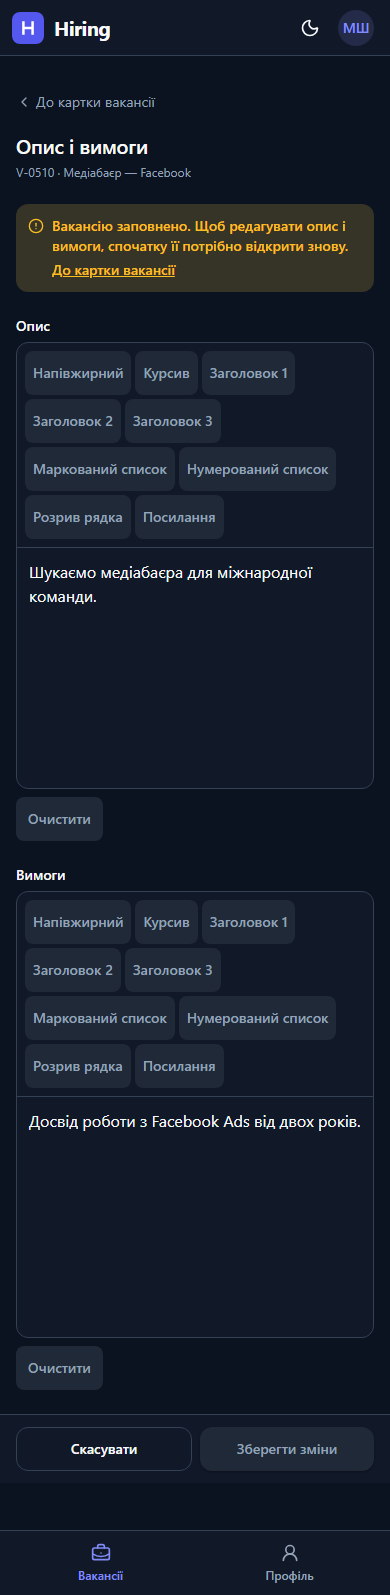 H Hiring МШ
До картки вакансії
Опис і вимоги
V-0510 · Медіабаєр — Facebook
Вакансію заповнено. Щоб редагувати опис і
вимоги, спочатку її потрібно відкрити знову.
До картки вакансії
Опис
Напівжирний Курсив Заголовок 1
Заголовок 2 Заголовок 3
Маркований список Нумерований список
Розрив рядка Посилання
Шукаємо медіабаєра для міжнародної
команди.
Очистити
Вимоги
Напівжирний Курсив Заголовок 1
Заголовок 2 Заголовок 3
Маркований список Нумерований список
Розрив рядка Посилання
Досвід роботи з Facebook Ads від двох років.
Очистити
Скасувати Зберегти зміни
Вакансії Профіль